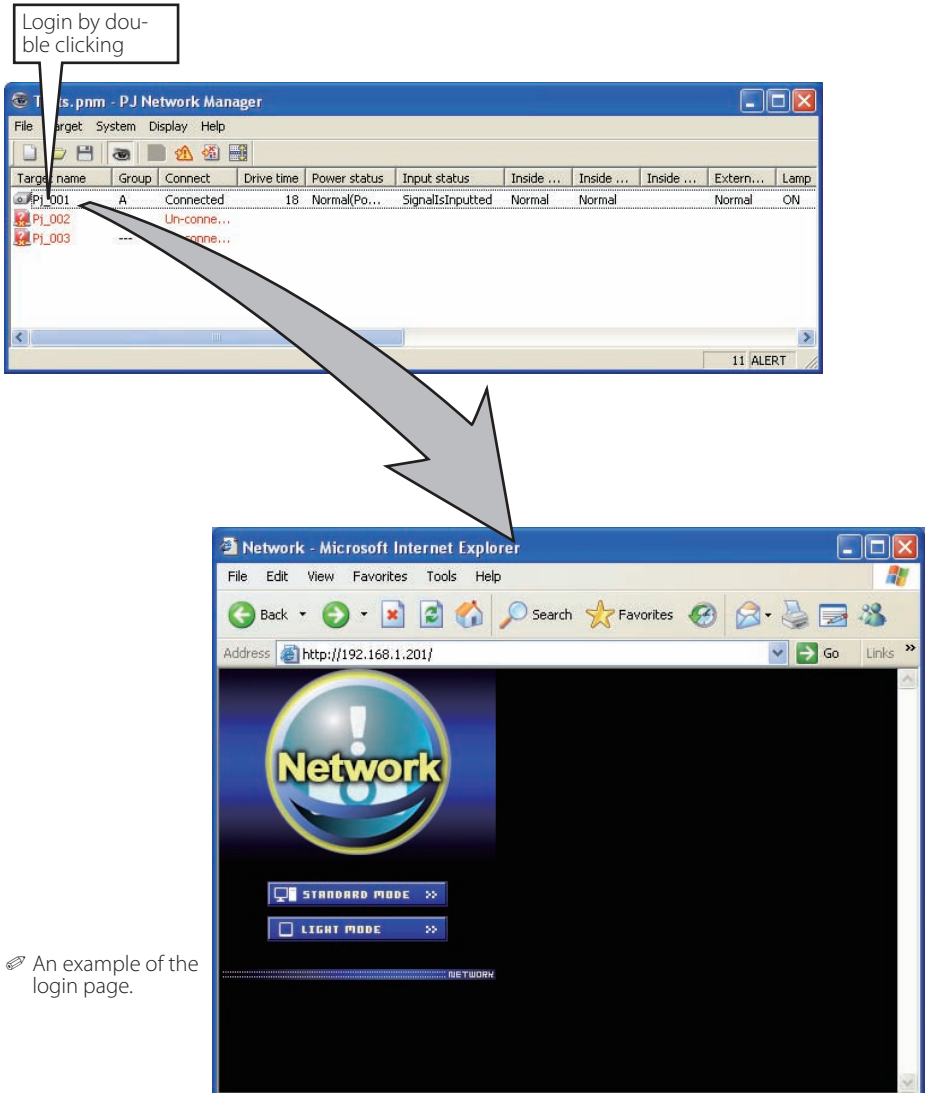 Login by dou-
ble clicking
s.pnm - PJ Network Manager
File Target System Display Help
Target name Group Connect Drive time Power status Input status Inside ... Inside ... Inside ... Extern... Lamp
Pj_001 A Connected 18 Normal(Po... SignalIsInputted Normal Normal Normal ON
Pj_002 Un-conne...
Pj_003 ---
11 ALERT
Network - Microsoft Internet Explorer
File Edit View Favorites Tools Help
Back Search Favorites
Address http://192.168.1.201/ Go Links »
Network
STANDARD MODE >>
LIGHT MODE >>
NETWORK
An example of the
login page.